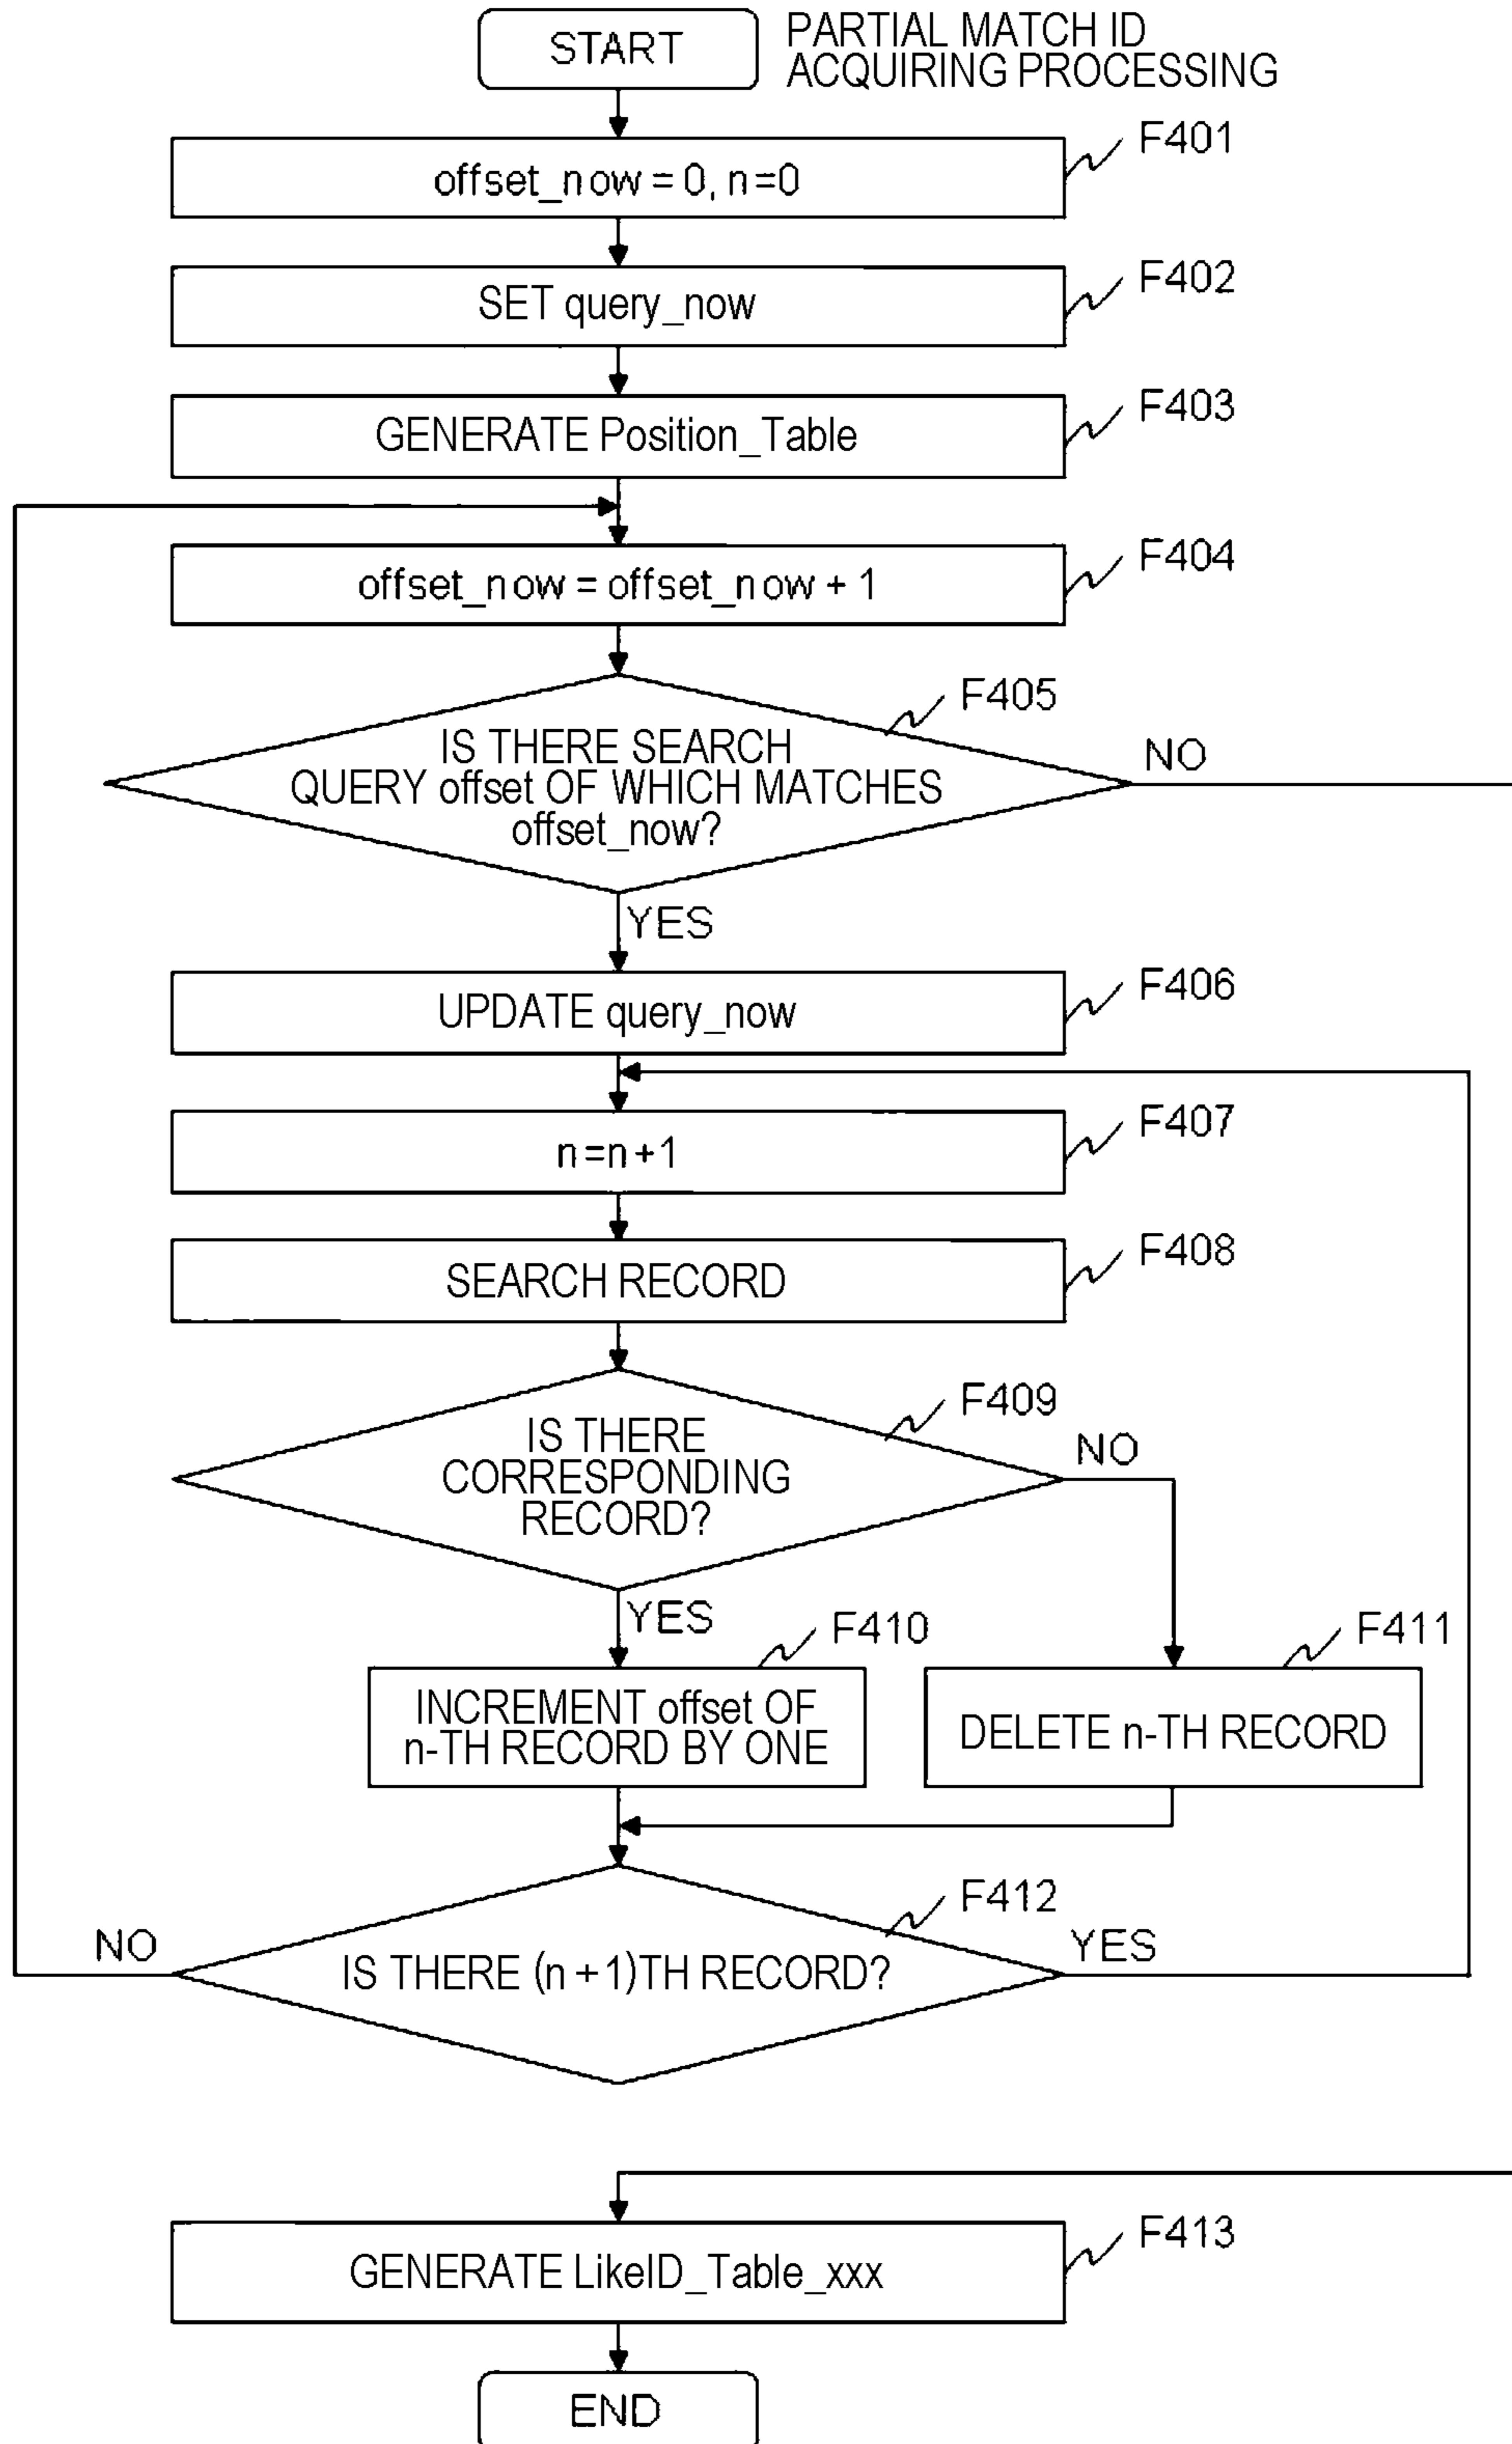 START
PARTIAL MATCH ID
ACQUIRING PROCESSING
F401
offset_now = 0, n=0
F402
SET query_now
F403
GENERATE Position_Table
F404
offset_now = offset_now + 1
F405
IS THERE SEARCH
QUERY offset OF WHICH MATCHES
offset_now?
NO
YES
F406
UPDATE query_now
F407
n=n+1
F408
SEARCH RECORD
F409
IS THERE
CORRESPONDING
RECORD?
NO
YES
F410
INCREMENT offset OF
n-TH RECORD BY ONE
F411
DELETE n-TH RECORD
F412
NO
IS THERE (n+1)TH RECORD?
YES
F413
GENERATE LikeID_Table_xxx
END